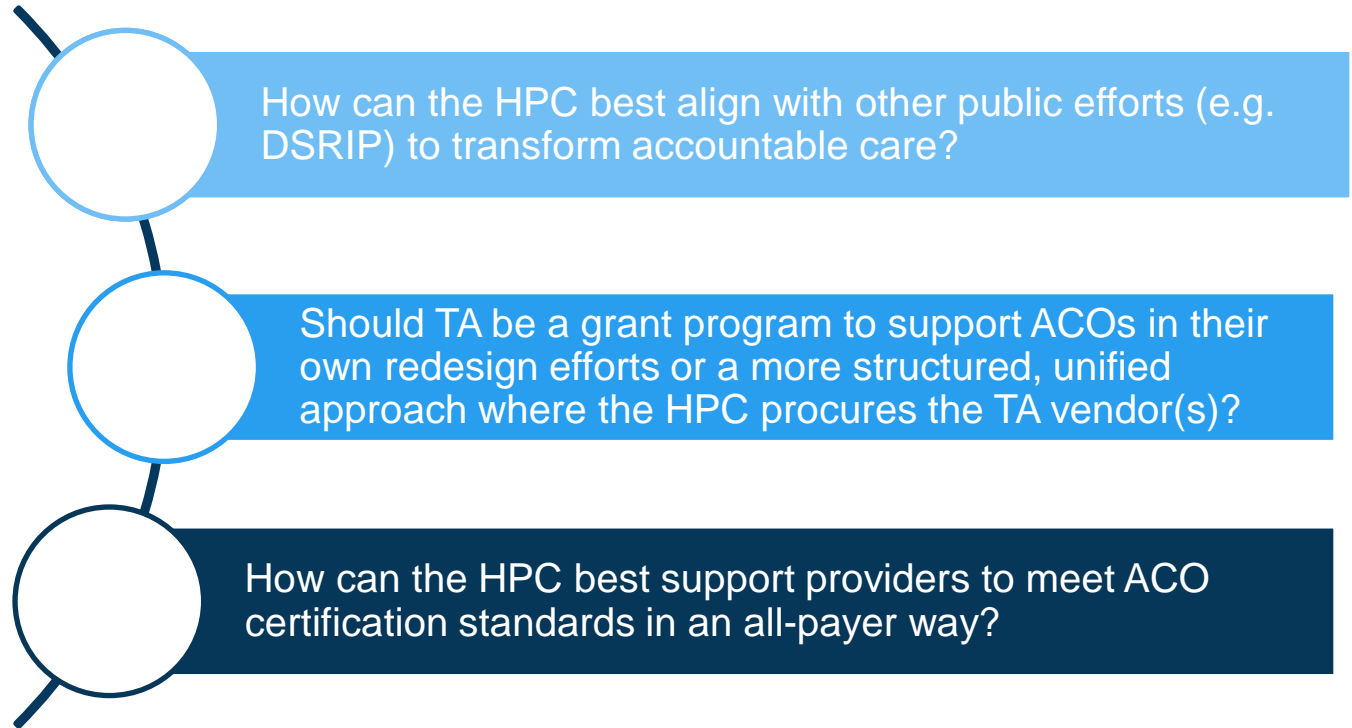 How can the HPC best align with other public efforts (e.g.
DSRIP) to transform accountable care?
Should TA be a grant program to support ACOs in their
own redesign efforts or a more structured, unified
approach where the HPC procures the TA vendor(s)?
How can the HPC best support providers to meet ACO
certification standards in an all-payer way?